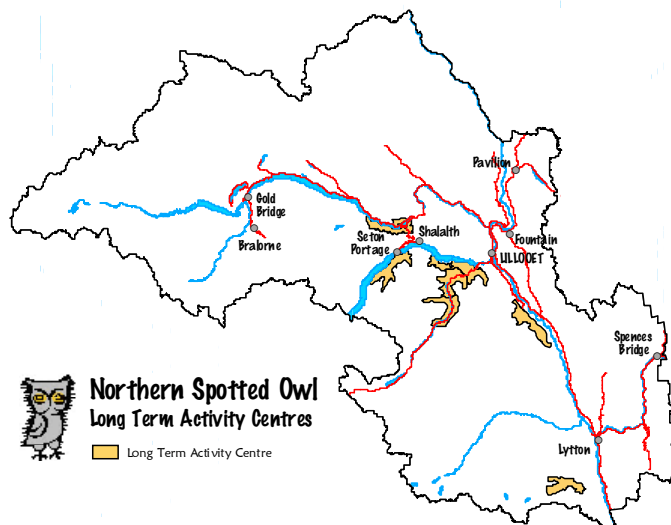 Pavilion
Gold
Bridge
Bralorne
Seton
Portage
Shalalth
Fountain
LILLOOET
Spences
Bridge
Northern Spotted Owl
Long Term Activity Centres
Long Term Activity Centre
Lytton